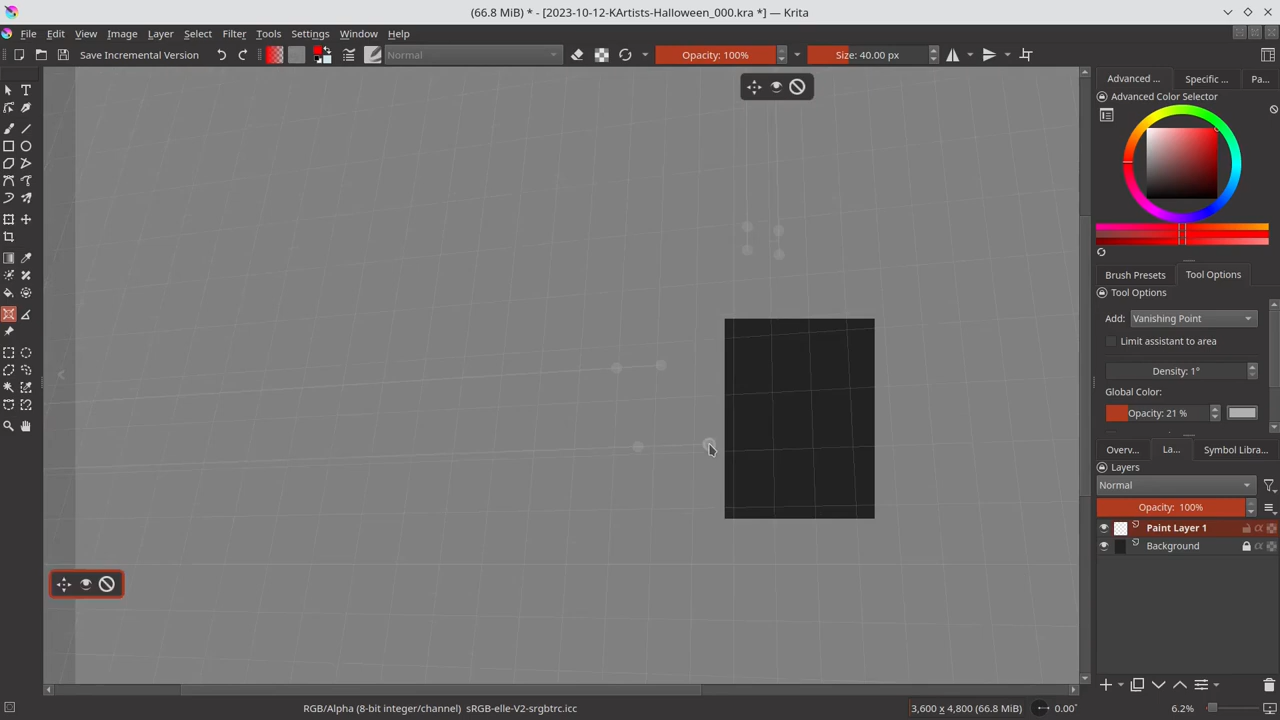 (66.8 MiB) * - [2023-10-12-KArtists-Halloween_000.kra *] — Krita
File Edit View Image Layer Select Filter Tools Settings Window Help
Save Incremental Version Normal Opacity: 100% Size: 40.00 px
Advanced ... Specific ... Pa...
Advanced Color Selector
Brush Presets Tool Options
Tool Options
Add: Vanishing Point
Limit assistant to area
Density: 1°
Global Color:
Opacity: 21 %
Overv... La... Symbol Libra...
Layers
Normal
Opacity: 100%
Paint Layer 1
Background
RGB/Alpha (8-bit integer/channel) sRGB-elle-V2-srgbtrc.icc 3,600 x 4,800 (66.8 MiB) 0.00° 6.2%